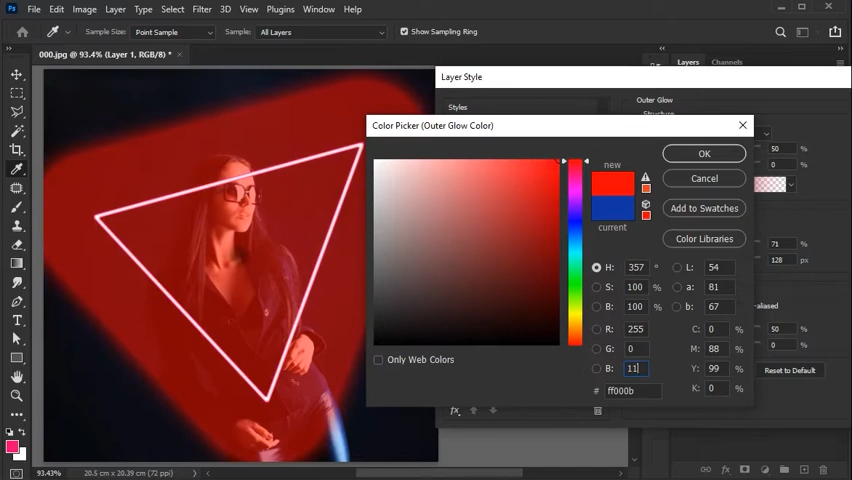 Ps File Edit Image Layer Type Select Filter 3D View Plugins Window Help
Sample Size: Point Sample Sample: All Layers Show Sampling Ring
000.jpg @ 93.4% (Layer 1, RGB/8) *
Layers Channels
Layer Style
Styles
Outer Glow
Structure
Color Picker (Outer Glow Color)
new
current
OK
Cancel
Add to Swatches
Color Libraries
50 %
0 %
71 %
128 px
H: 357 °
S: 100 %
B: 100 %
R: 255
G: 0
B: 11
# ff000b
L: 54
a: 81
b: 67
C: 0 %
M: 88 %
Y: 99 %
K: 0 %
Only Web Colors
-aliased
50 %
0 %
Reset to Default
fx
93.43% 20.5 cm x 20.39 cm (72 ppi)